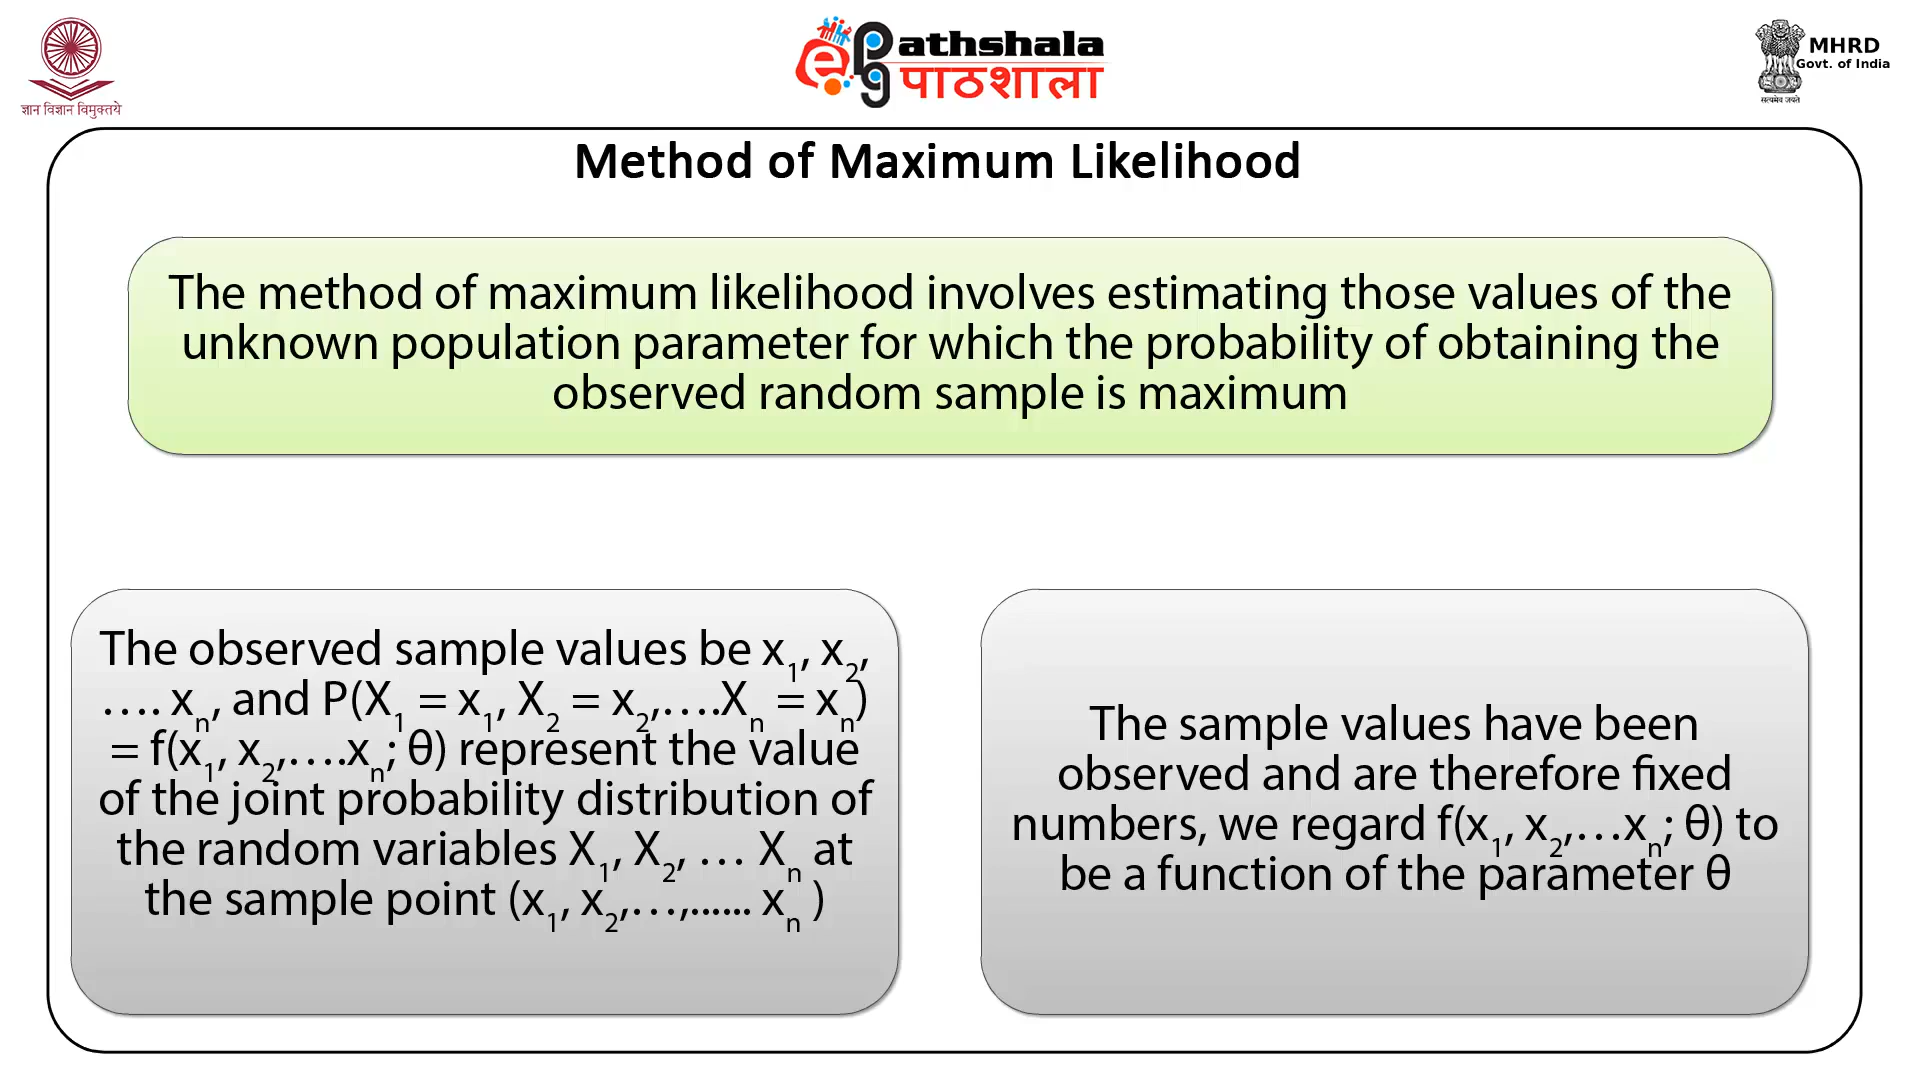 ज्ञान विज्ञान विमुक्तये
e Pg athshala
पाठशाला
MHRD
Govt. of India
सत्यमेव जयते
Method of Maximum Likelihood
The method of maximum likelihood involves estimating those values of the
unknown population parameter for which the probability of obtaining the
observed random sample is maximum
The observed sample values be x₁, x₂,
…. xₙ, and P(X₁ = x₁, X₂ = x₂,….Xₙ = xₙ)
= f(x₁, x₂,….xₙ; θ) represent the value
of the joint probability distribution of
the random variables X₁, X₂, … Xₙ at
the sample point (x₁, x₂,…,...... xₙ )
The sample values have been
observed and are therefore fixed
numbers, we regard f(x₁, x₂,…xₙ; θ) to
be a function of the parameter θ